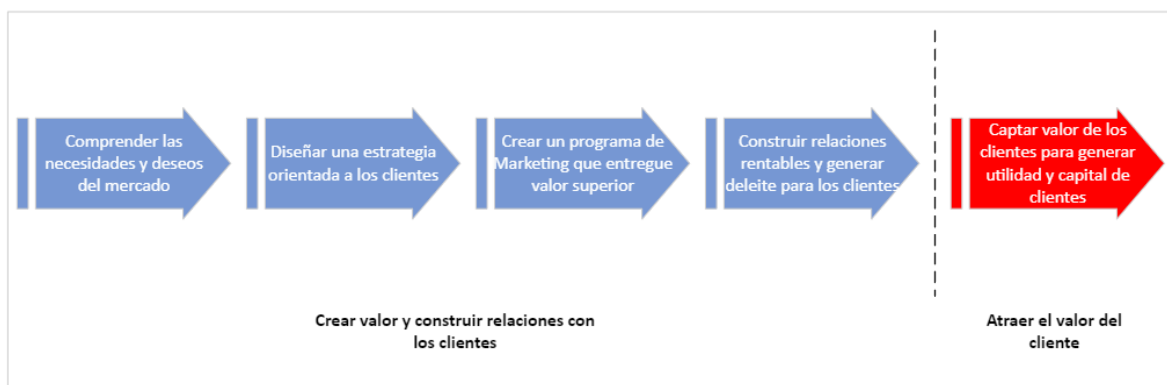 Comprender las
necesidades y deseos
del mercado
Diseñar una estrategia
orientada a los clientes
Crear un programa de
Marketing que entregue
valor superior
Construir relaciones
rentables y generar
deleite para los clientes
Captar valor de los
clientes para generar
utilidad y capital de
clientes
Crear valor y construir relaciones con
los clientes
Atraer el valor del
cliente